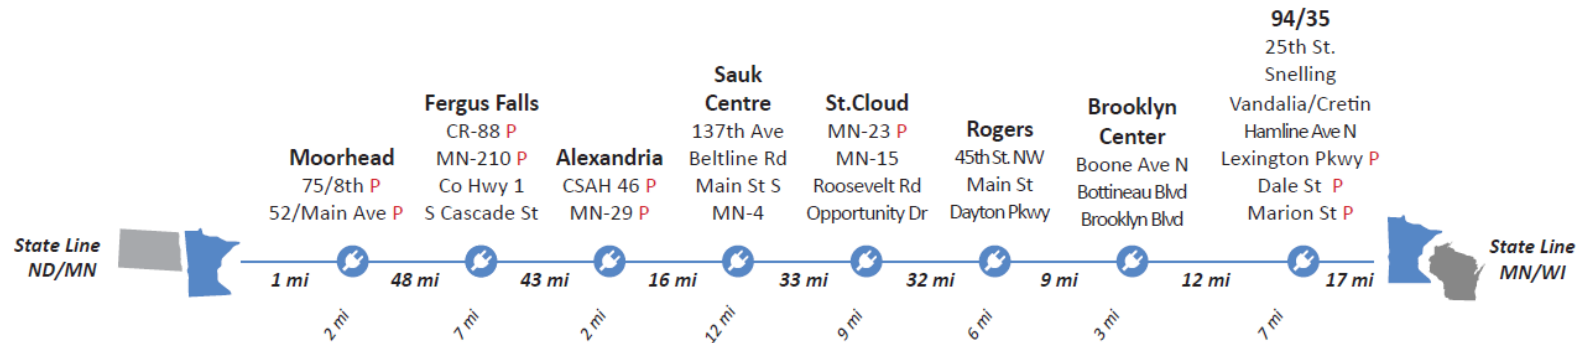 State Line
ND/MN
Moorhead
75/8th P
52/Main Ave P
Fergus Falls
CR-88 P
MN-210 P
Co Hwy 1
S Cascade St
Alexandria
CSAH 46 P
MN-29 P
Sauk
Centre
137th Ave
Beltline Rd
Main St S
MN-4
St.Cloud
MN-23 P
MN-15
Roosevelt Rd
Opportunity Dr
Rogers
45th St. NW
Main St
Dayton Pkwy
Brooklyn
Center
Boone Ave N
Bottineau Blvd
Brooklyn Blvd
94/35
25th St.
Snelling
Vandalia/Cretin
Hamline Ave N
Lexington Pkwy P
Dale St P
Marion St P
State Line
MN/WI
1 mi
48 mi
43 mi
16 mi
33 mi
32 mi
9 mi
12 mi
17 mi
2 mi
7 mi
2 mi
12 mi
9 mi
6 mi
3 mi
7 mi